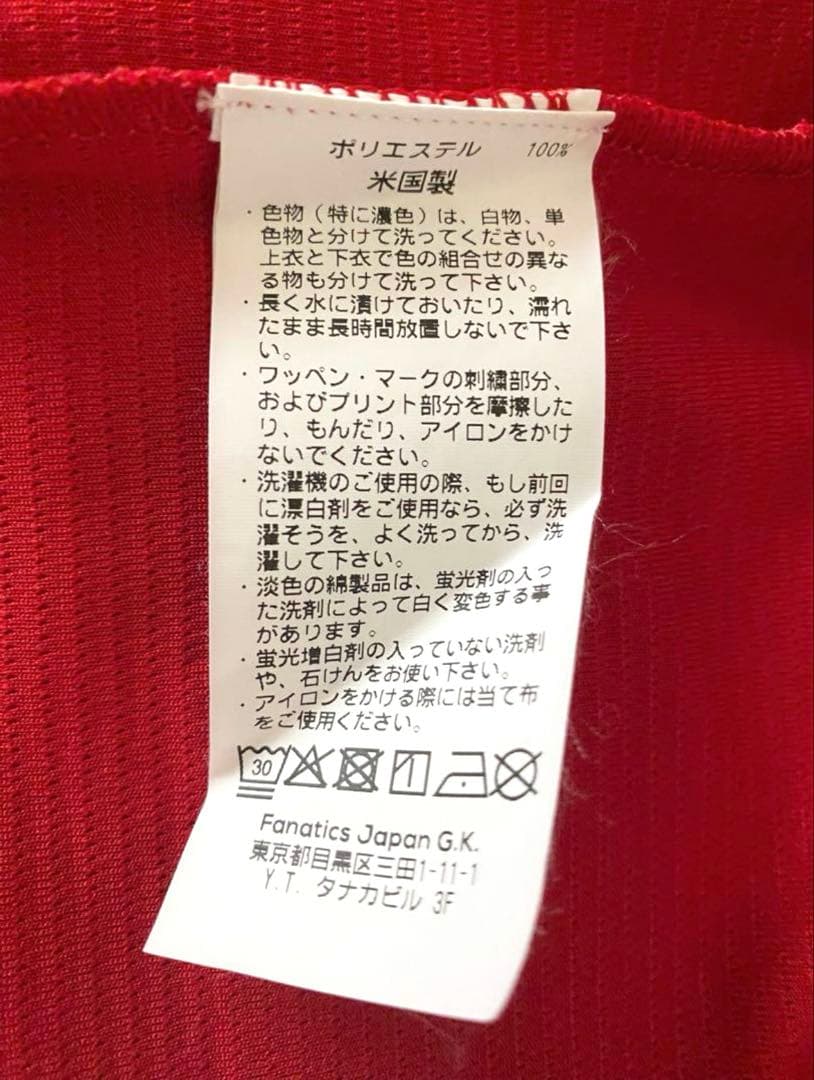 ポリエステル 100%
米国製
・色物(特に濃色)は、白物、単
色物と分けて洗ってください。
上衣と下衣で色の組合せの異な
る物も分けて洗って下さい。
・長く水に漬けておいたり、濡れ
たまま長時間放置しないで下さ
い。
・ワッペン・マークの刺繍部分、
およびプリント部分を摩擦した
り、もんだり、アイロンをかけ
ないでください。
・洗濯機のご使用の際、もし前回
に漂白剤をご使用なら、必ず洗
濯そうを、よく洗ってから、洗
濯して下さい。
・淡色の綿製品は、蛍光剤の入っ
た洗剤によって白く変色する事
があります。
・蛍光増白剤の入っていない洗剤
や、石けんをお使い下さい。
・アイロンをかける際には当て布
をご使用ください。
30
Fanatics Japan G.K.
東京都目黒区三田1-11-1
Y.T. タナカビル 3F